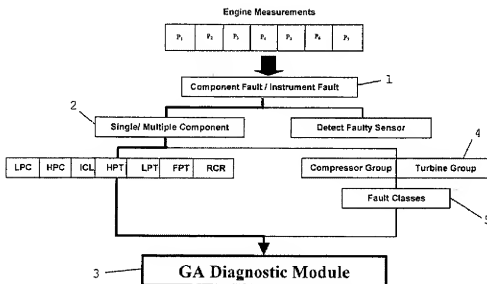 Engine Measurements
P₁ P₂ P₃ P₄ P₅ P₆ P₇
Component Fault / Instrument Fault
1
2
Single/ Multiple Component
Detect Faulty Sensor
4
LPC HPC ICL HPT LPT FPT RCR
Compressor Group Turbine Group
Fault Classes
5
3
GA Diagnostic Module